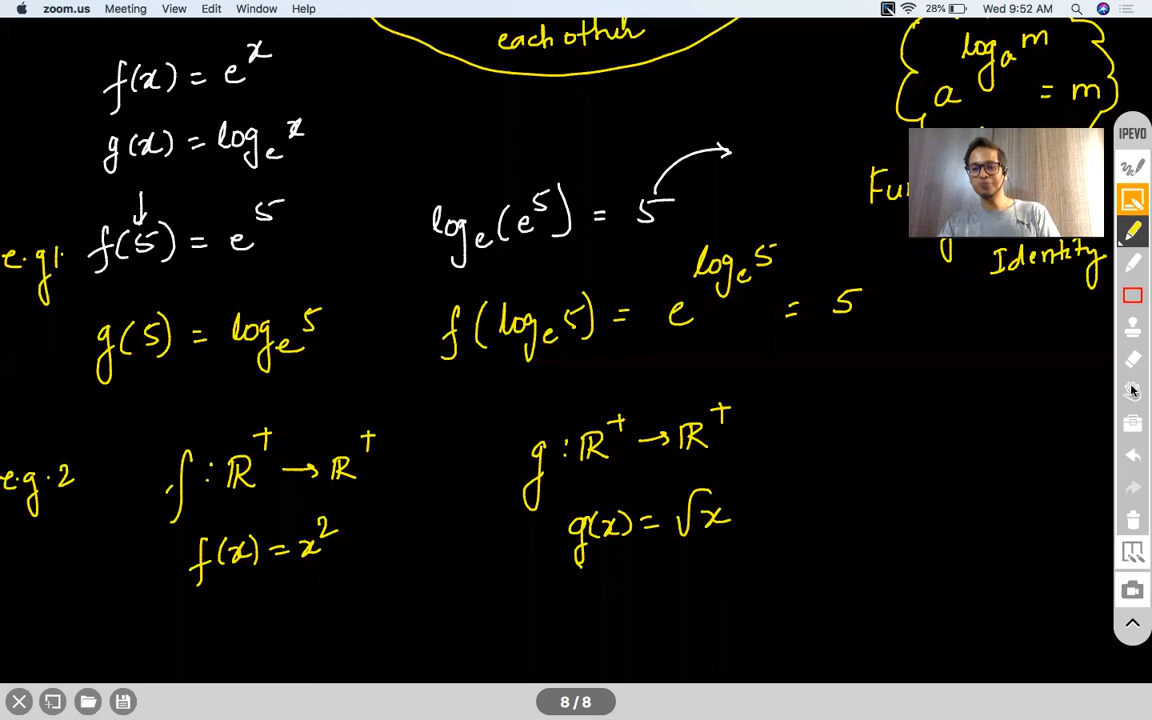 zoom.us Meeting View Edit Window Help 28% Wed 9:52 AM
each other
f(x) = e^x
g(x) = log_e x
a^{log_a m} = m
IPEVO
e.g1. f(5) = e^5
log_e(e^5) = 5
Fu
Identity
g(5) = log_e 5
f(log_e 5) = e^{log_e 5} = 5
e.g.2 f : ℝ⁺ → ℝ⁺
g : ℝ⁺ → ℝ⁺
f(x) = x²
g(x) = √x
8 / 8